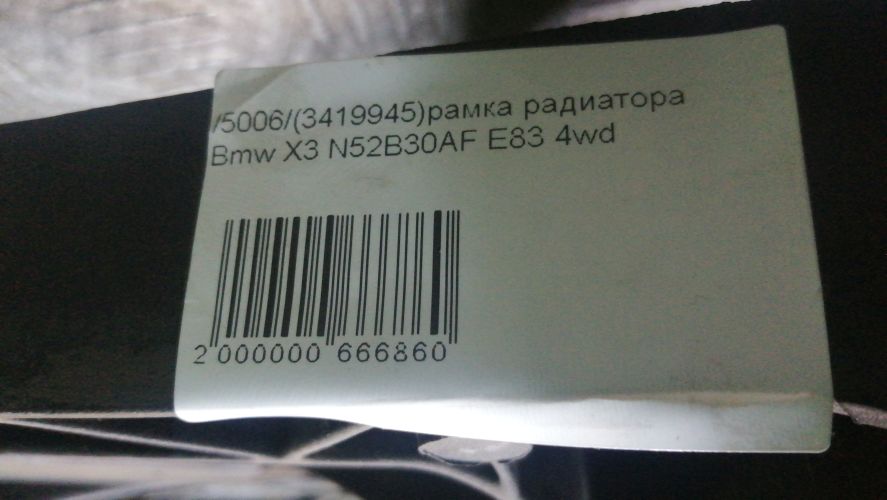 /5006/(3419945)рамка радиатора
Bmw X3 N52B30AF E83 4wd
2 000000 666860